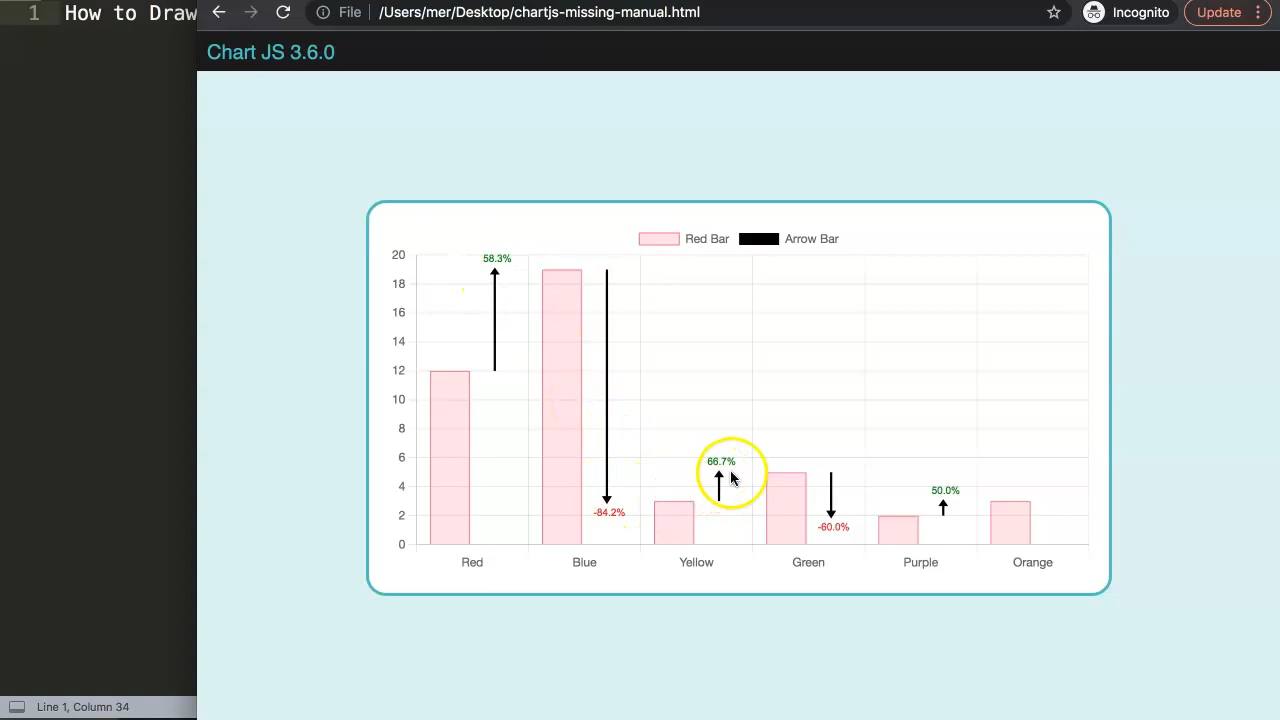 1 How to Draw
File /Users/mer/Desktop/chartjs-missing-manual.html Incognito Update
Chart JS 3.6.0
Red Bar Arrow Bar
20
18
16
14
12
10
8
6
4
2
0
58.3%
-84.2%
66.7%
-60.0%
50.0%
Red Blue Yellow Green Purple Orange
Line 1, Column 34